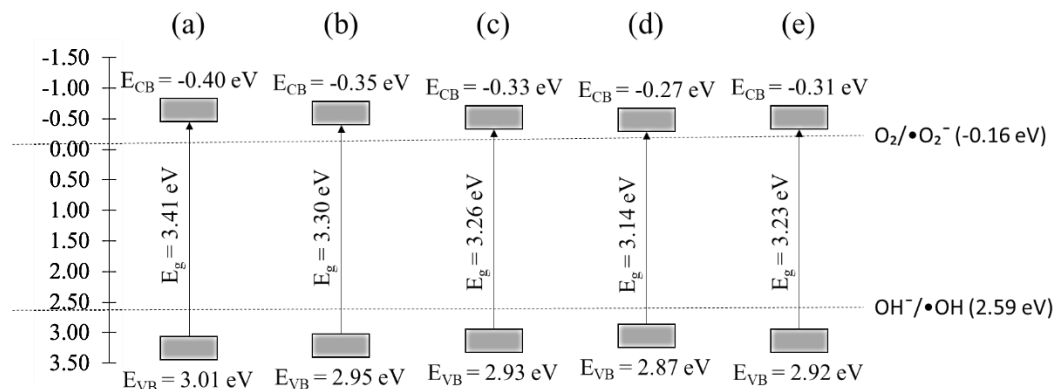 (a) (b) (c) (d) (e)
-1.50
-1.00
-0.50
0.00
0.50
1.00
1.50
2.00
2.50
3.00
3.50
E_CB = -0.40 eV
E_CB = -0.35 eV
E_CB = -0.33 eV
E_CB = -0.27 eV
E_CB = -0.31 eV
O₂/•O₂⁻ (-0.16 eV)
E_g = 3.41 eV
E_g = 3.30 eV
E_g = 3.26 eV
E_g = 3.14 eV
E_g = 3.23 eV
OH⁻/•OH (2.59 eV)
E_VB = 3.01 eV
E_VB = 2.95 eV
E_VB = 2.93 eV
E_VB = 2.87 eV
E_VB = 2.92 eV